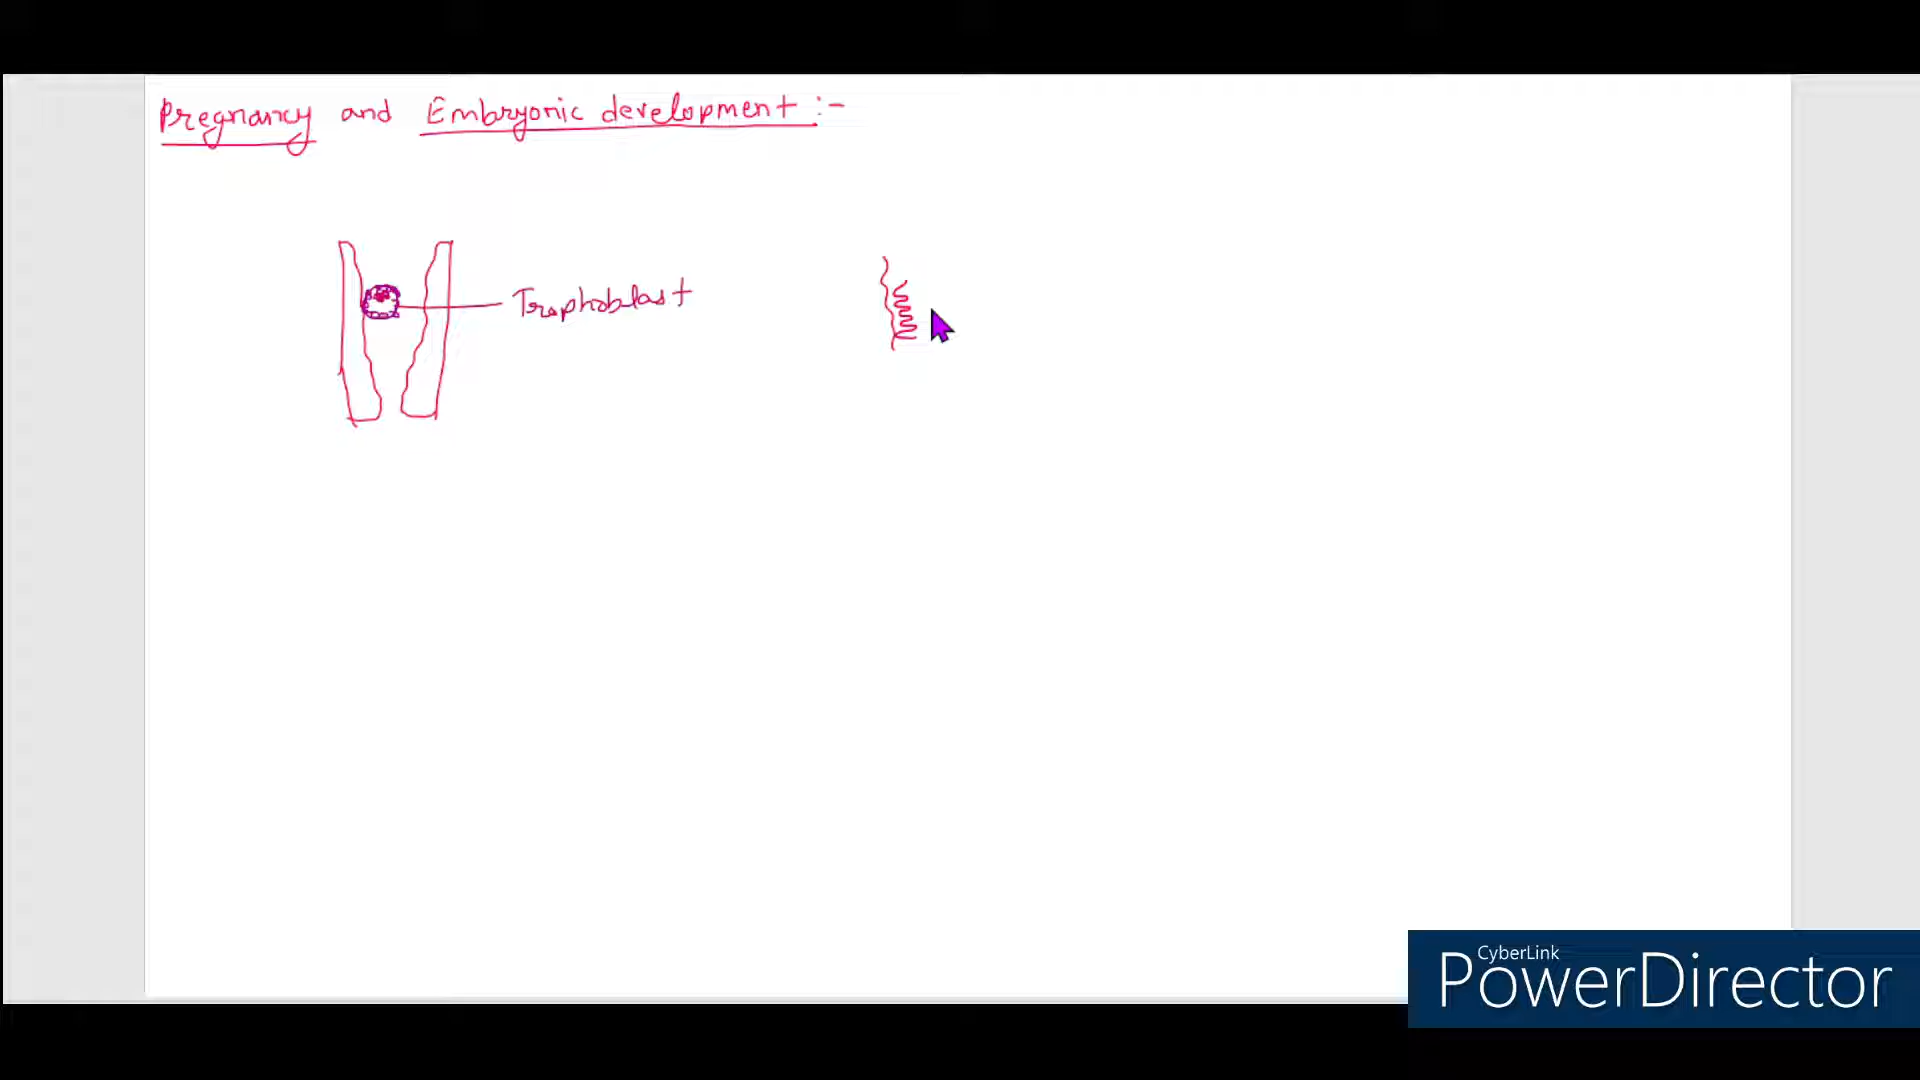 Pregnancy and Embryonic development :-
Trophoblast
CyberLink
PowerDirector